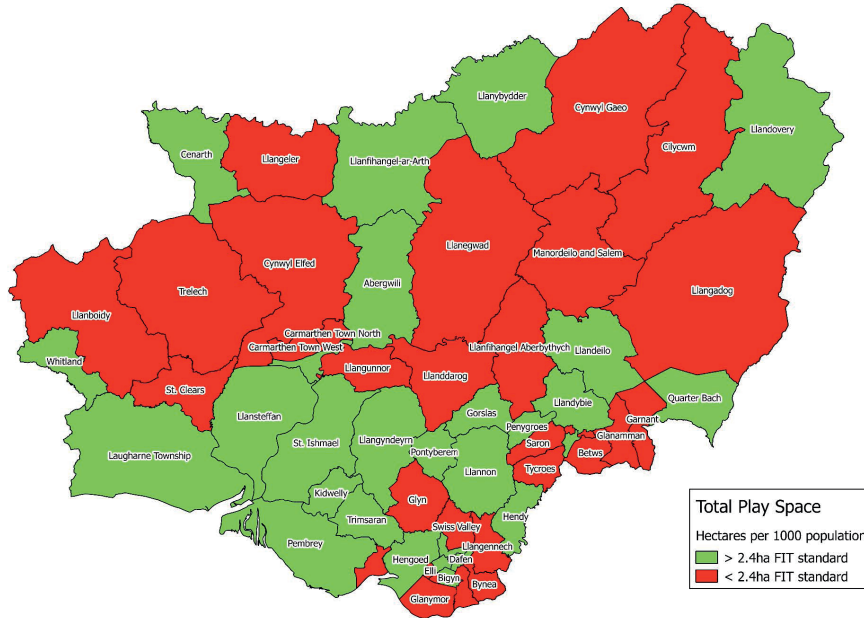 Llanybydder
Cynwyl Gaeo
Llandovery
Cilycwm
Cenarth
Llangeler
Llanfihangel-ar-Arth
Llanegwad
Manordeilo and Salem
Cynwyl Elfed
Abergwili
Trelech
Llangadog
Llanboidy
Carmarthen Town North
Carmarthen Town West
Llanfihangel Aberbythych
Llandeilo
Whitland
Llangunnor
Llanddarog
St. Clears
Quarter Bach
Llandybie
Llansteffan
Gorslas
Garnant
Penygroes
Glanamman
St. Ishmael
Llangyndeyrn
Saron
Pontyberem
Betws
Laugharne Township
Llannon
Tycroes
Kidwelly
Glyn
Trimsaran
Hendy
Swiss Valley
Pembrey
Llangennech
Hengoed
Dafen
Elli
Bigyn
Bynea
Glanymor
Total Play Space
Hectares per 1000 population
> 2.4ha FIT standard
< 2.4ha FIT standard